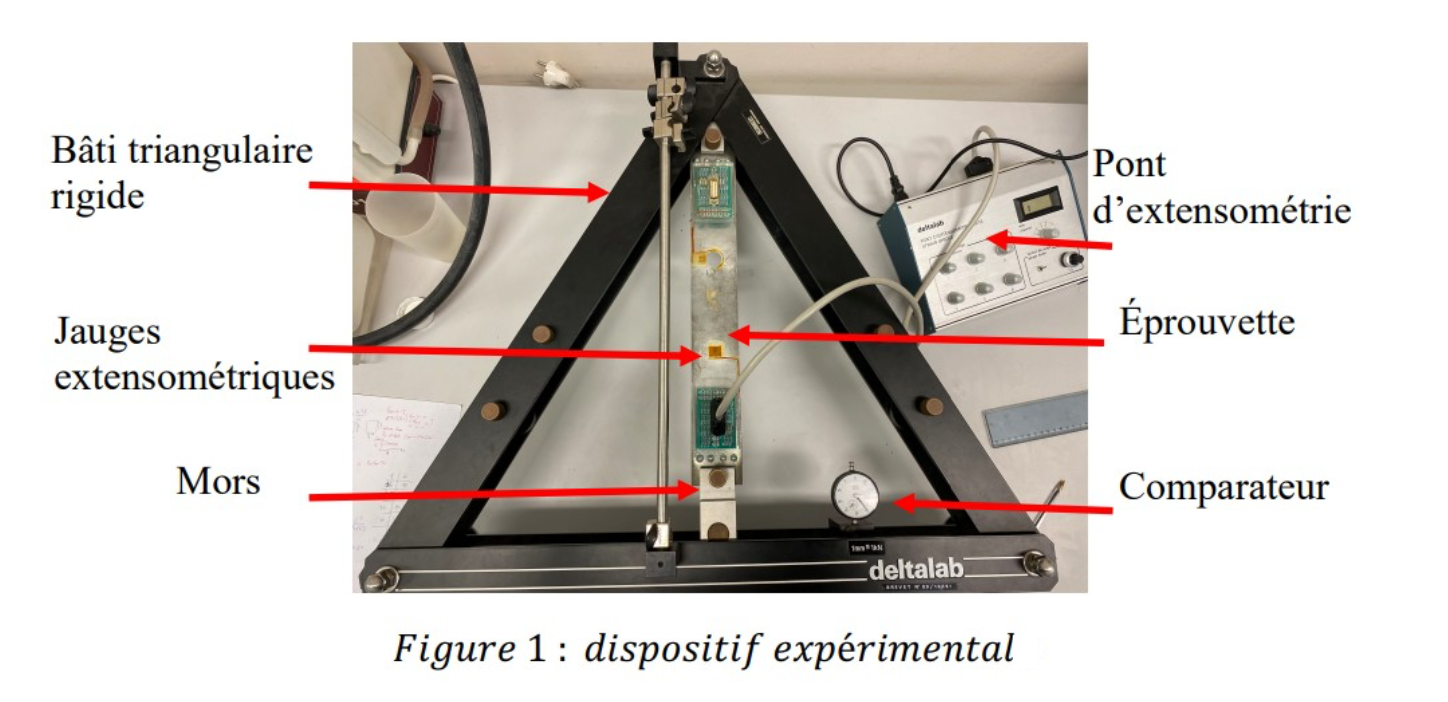 Bâti triangulaire
rigide
Pont
d’extensométrie
deltalab
Jauges
extensométriques
Éprouvette
Mors
Comparateur
deltalab
Figure 1 : dispositif expérimental